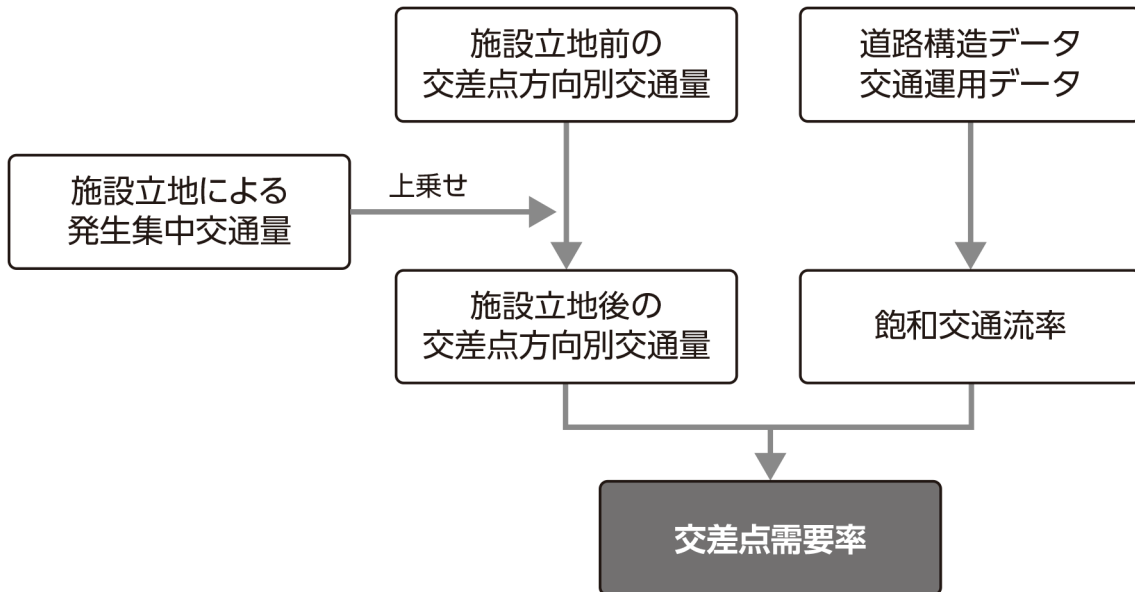 施設立地前の
交差点方向別交通量
道路構造データ
交通運用データ
施設立地による
発生集中交通量
上乗せ
施設立地後の
交差点方向別交通量
飽和交通流率
交差点需要率